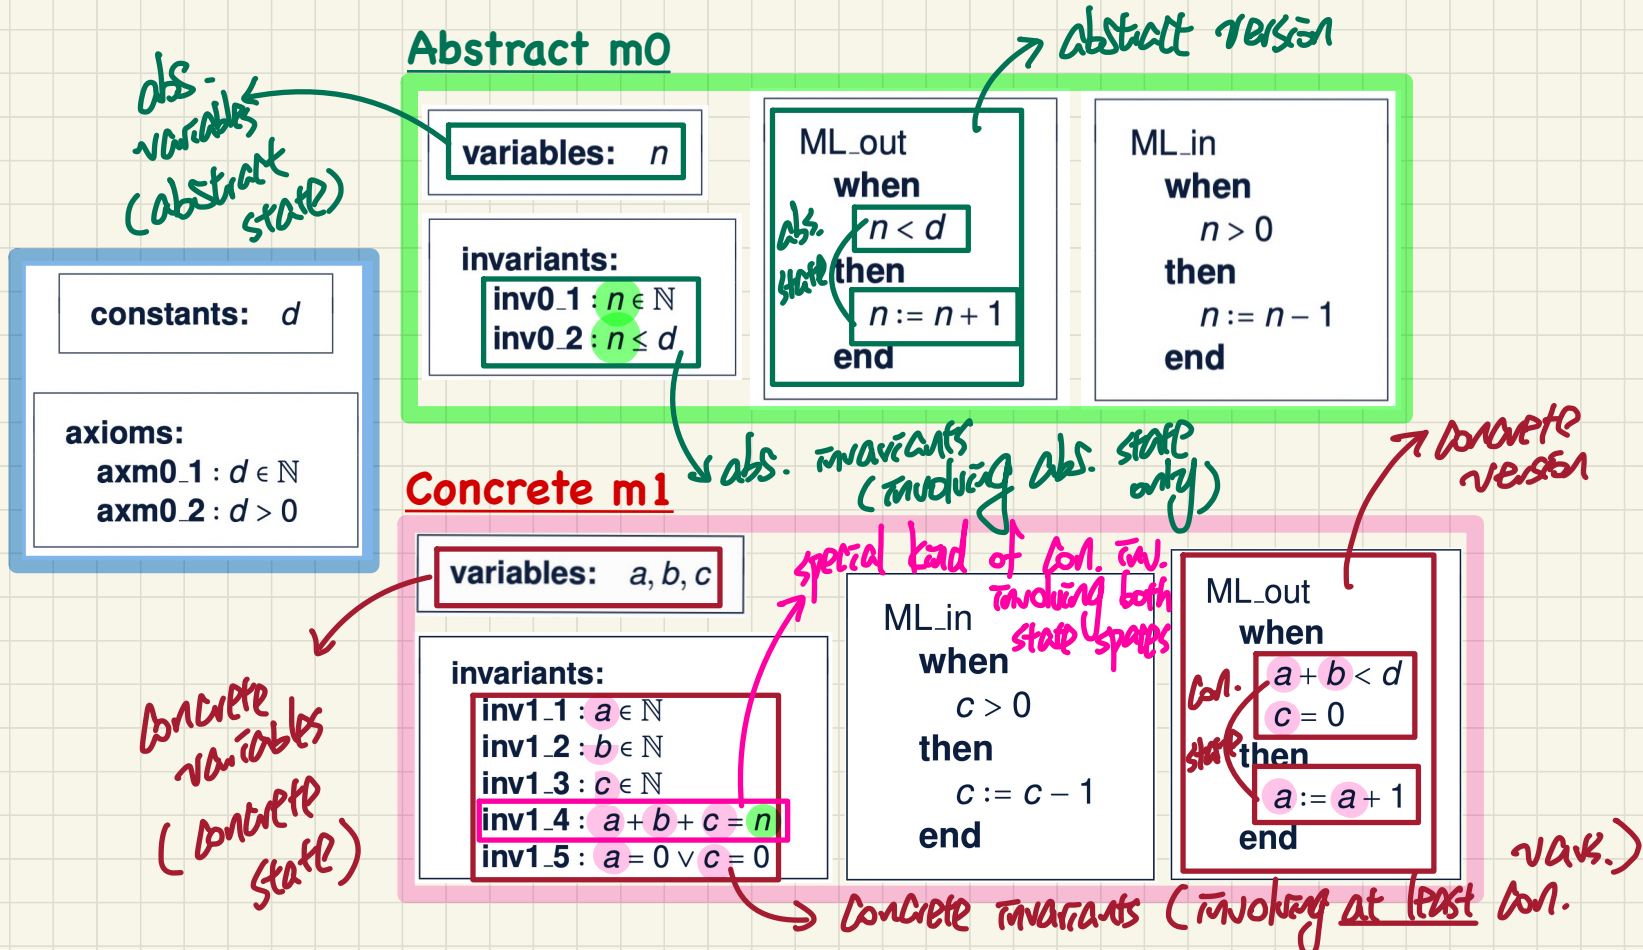 Abstract m0
abstract version
abs.
variables
(abstract
state)
variables: n
invariants:
inv0_1 : n ∈ ℕ
inv0_2 : n ≤ d
ML_out
when
n < d
then
n := n + 1
end
abs.
state
ML_in
when
n > 0
then
n := n − 1
end
constants: d
axioms:
axm0_1 : d ∈ ℕ
axm0_2 : d > 0
abs. invariants
(involving abs. state
only)
concrete
version
Concrete m1
variables: a, b, c
special kind of con. inv.
involving both
state spaces
concrete
variables
(concrete
state)
invariants:
inv1_1 : a ∈ ℕ
inv1_2 : b ∈ ℕ
inv1_3 : c ∈ ℕ
inv1_4 : a + b + c = n
inv1_5 : a = 0 ∨ c = 0
ML_in
when
c > 0
then
c := c − 1
end
ML_out
when
a + b < d
c = 0
then
a := a + 1
end
con.
state
concrete invariants (involving at least con.
vars.)